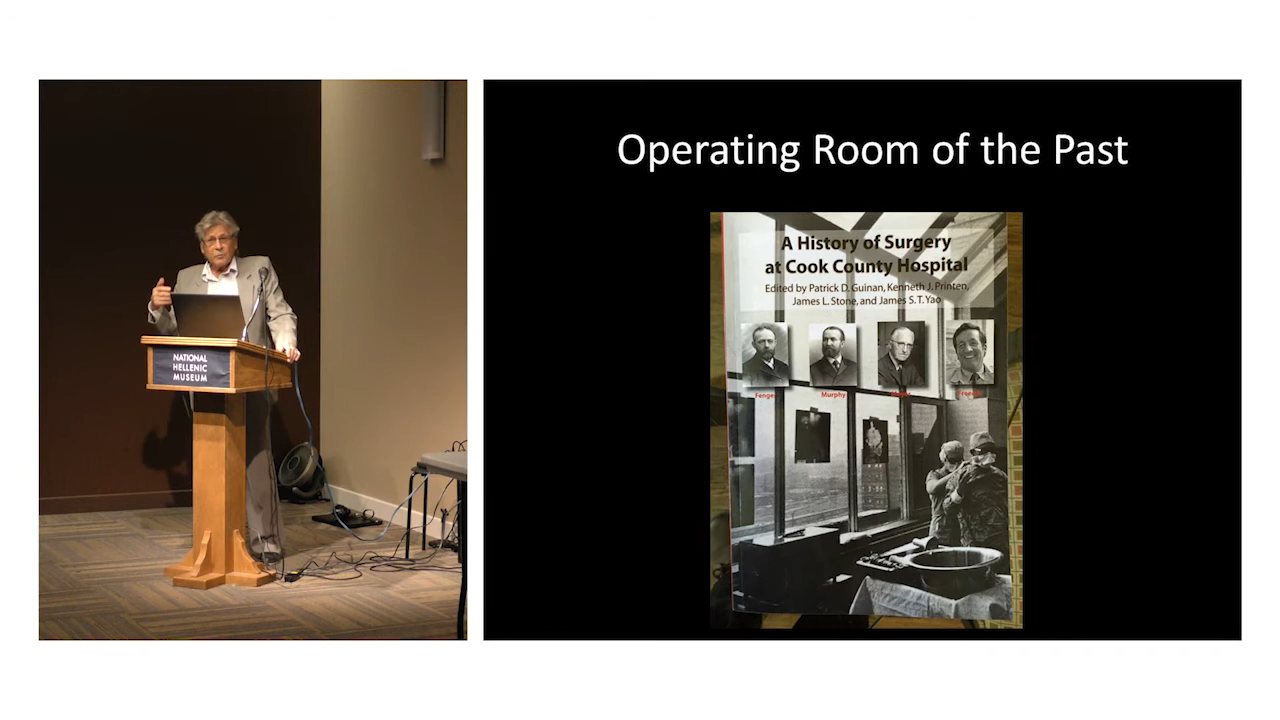 NATIONAL
HELLENIC
MUSEUM
Operating Room of the Past
A History of Surgery
at Cook County Hospital
Edited by Patrick D. Guinan, Kenneth J. Printen,
James L. Stone, and James S. T. Yao
Fenger Murphy